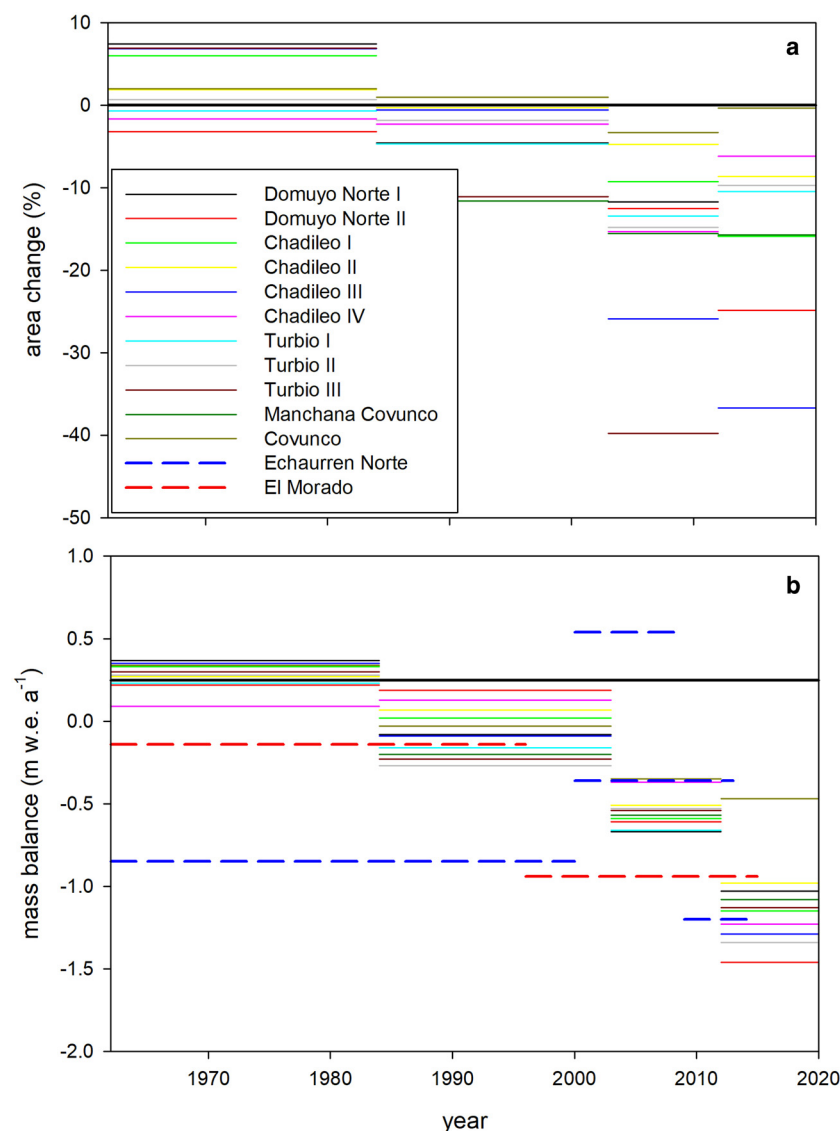 10
a
0
-10
-20
-30
-40
-50
area change (%)
Domuyo Norte I
Domuyo Norte II
Chadileo I
Chadileo II
Chadileo III
Chadileo IV
Turbio I
Turbio II
Turbio III
Manchana Covunco
Covunco
Echaurren Norte
El Morado
1.0
b
0.5
0.0
-0.5
-1.0
-1.5
-2.0
mass balance (m w.e. a⁻¹)
1970 1980 1990 2000 2010 2020
year